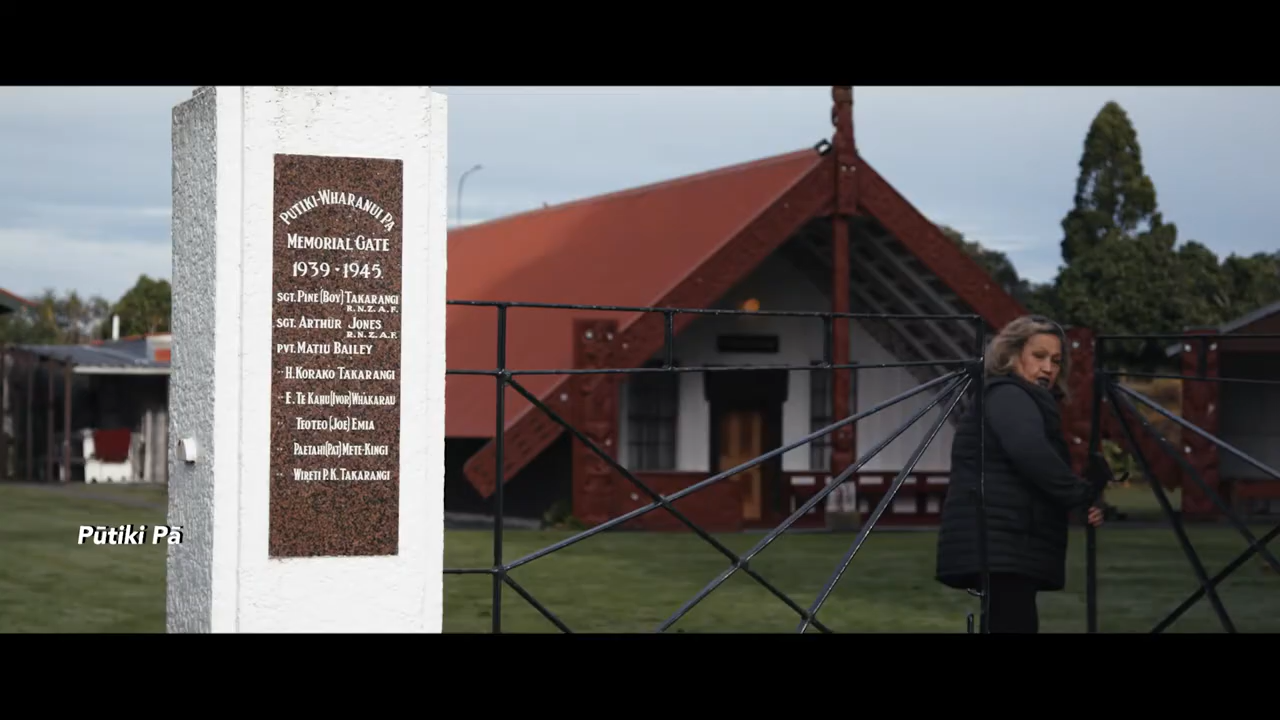 PUTIKI-WHARANUI PA
MEMORIAL GATE
1939-1945
SGT. PINE (BOY) TAKARANGI
R.N.Z.A.F.
SGT. ARTHUR JONES
R.N.Z.A.F.
PVT. MATIU BAILEY
" H. KORAKO TAKARANGI
" E. TE KAHU (IVOR) WHAKARAU
TEOTEO (JOE) EMIA
" PAETAHI (PAT) METE-KINGI
WIRETI P.K. TAKARANGI
Pūtiki Pā